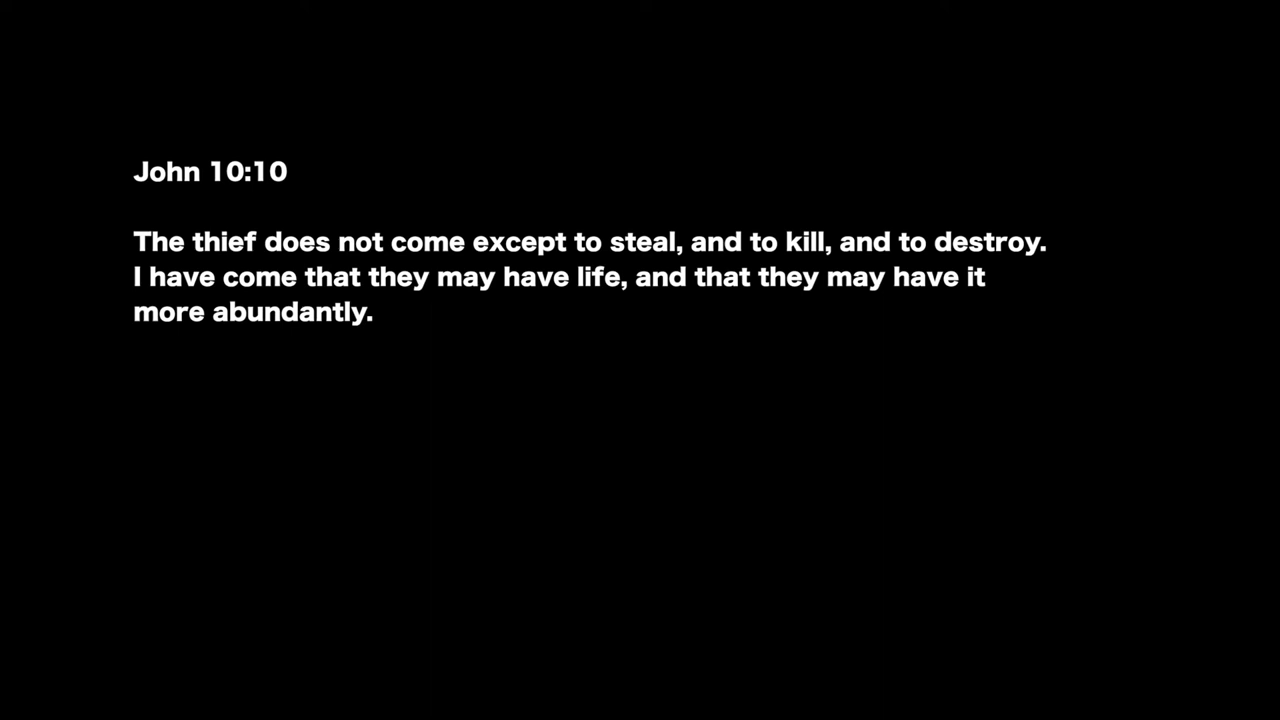 John 10:10
The thief does not come except to steal, and to kill, and to destroy.
I have come that they may have life, and that they may have it
more abundantly.